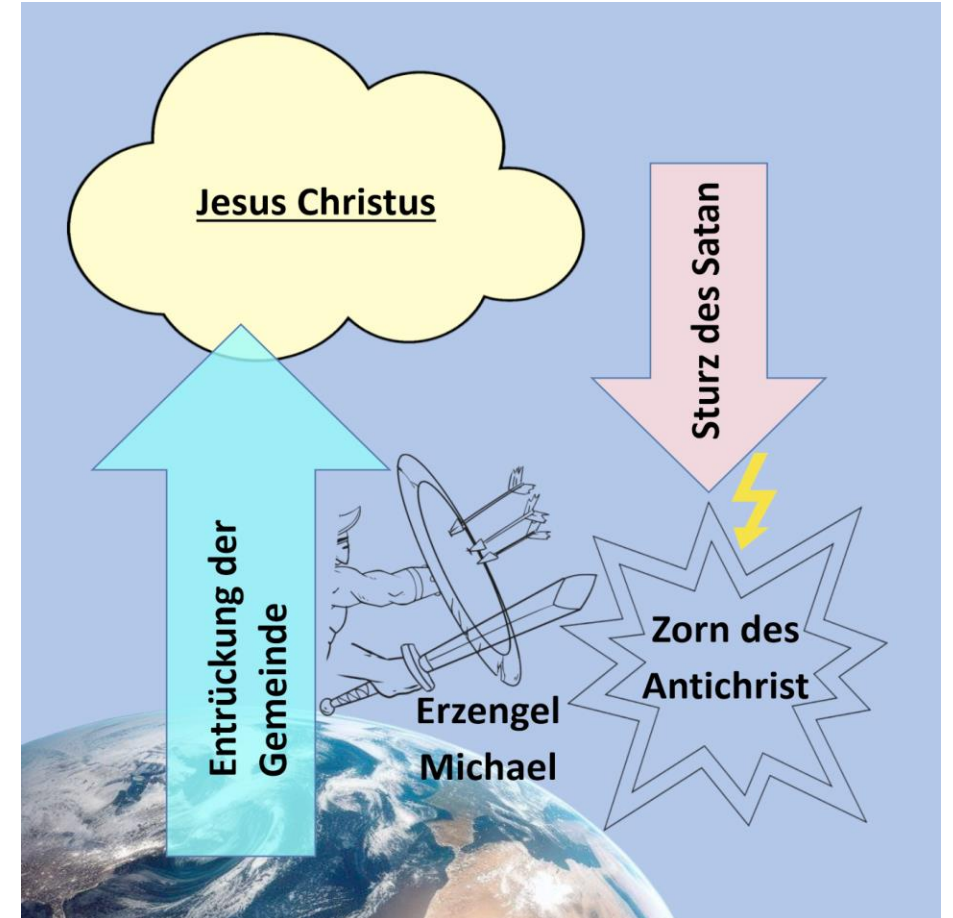 Jesus Christus
Sturz des Satan
Entrückung der
Gemeinde
Erzengel
Michael
Zorn des
Antichrist